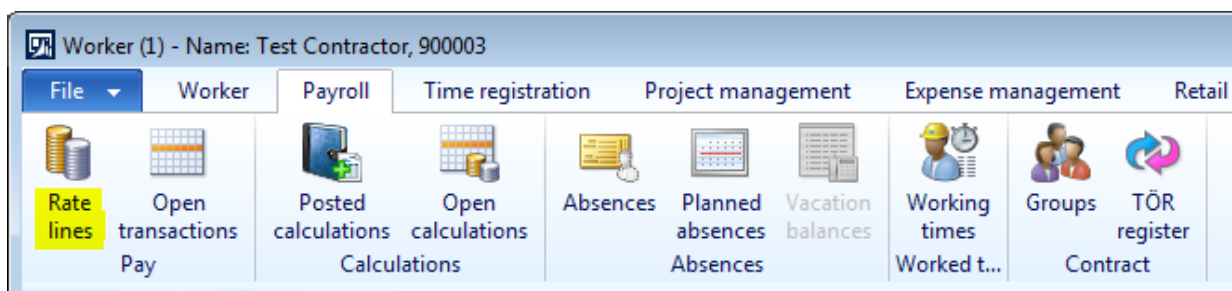 Worker (1) - Name: Test Contractor, 900003
File Worker Payroll Time registration Project management Expense management Retail
Rate Open Posted Open Absences Planned Vacation Working Groups TÖR
lines transactions calculations calculations absences balances times register
Pay Calculations Absences Worked t... Contract